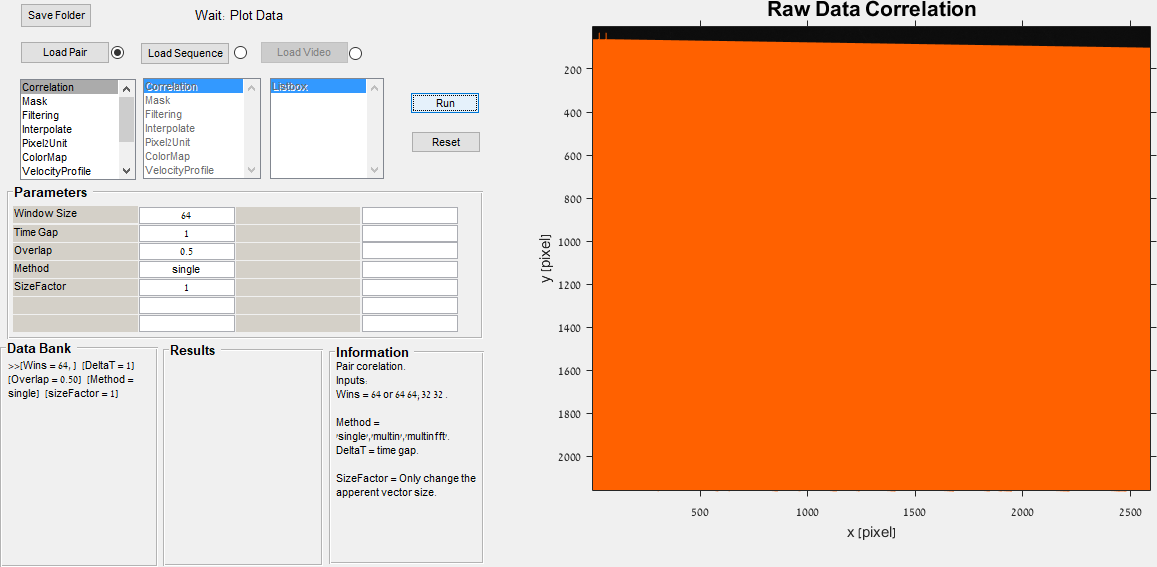 Save Folder
Wait: Plot Data
Load Pair
Load Sequence
Load Video
Correlation
Mask
Filtering
Interpolate
Pixel2Unit
ColorMap
VelocityProfile
Correlation
Mask
Filtering
Interpolate
Pixel2Unit
ColorMap
VelocityProfile
Listbox
Run
Reset
Parameters
Window Size 64
Time Gap 1
Overlap 0.5
Method single
SizeFactor 1
Data Bank
>>[Wins = 64, ] [DeltaT = 1]
[Overlap = 0.50] [Method =
single] [sizeFactor = 1]
Results
Information
Pair corelation.
Inputs:
Wins = 64 or 64 64, 32 32 .
Method =
'single','multin','multinfft'.
DeltaT = time gap.
SizeFactor = Only change the
apperent vector size.
Raw Data Correlation
200
400
600
800
1000
1200
1400
1600
1800
2000
y [pixel]
500 1000 1500 2000 2500
x [pixel]